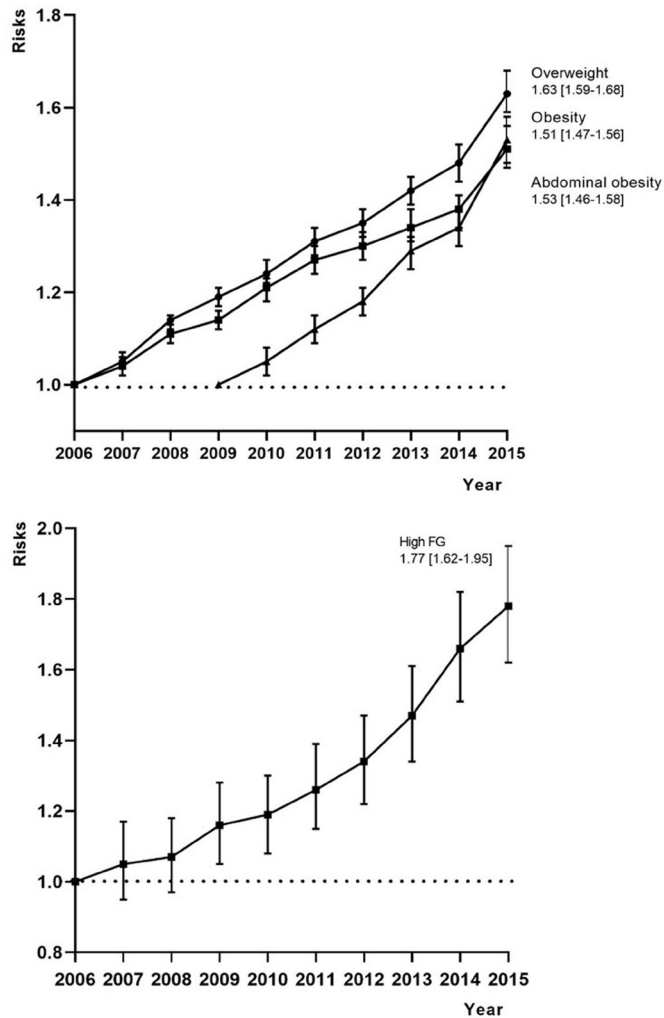 Risks
1.8
1.6
1.4
1.2
1.0
Overweight
1.63 [1.59-1.68]
Obesity
1.51 [1.47-1.56]
Abdominal obesity
1.53 [1.46-1.58]
2006 2007 2008 2009 2010 2011 2012 2013 2014 2015
Year
Risks
2.0
1.8
1.6
1.4
1.2
1.0
0.8
High FG
1.77 [1.62-1.95]
2006 2007 2008 2009 2010 2011 2012 2013 2014 2015
Year